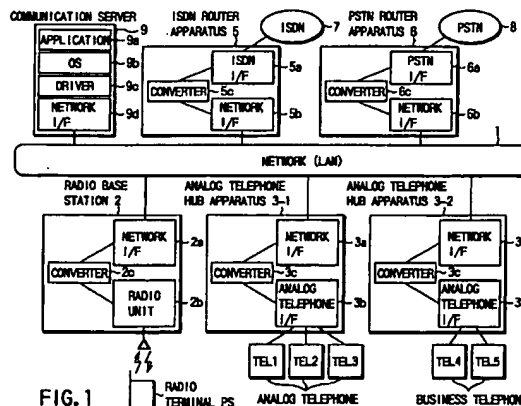 COMMUNICATION SERVER
9
APPLICATION
9a
OS
9b
DRIVER
9c
NETWORK
I/F
9d
ISDN ROUTER
APPARATUS 5
ISDN
7
ISDN
I/F
5a
CONVERTER
5c
NETWORK
I/F
5b
PSTN ROUTER
APPARATUS 6
PSTN
8
PSTN
I/F
6a
CONVERTER
6c
NETWORK
I/F
6b
1
NETWORK (LAN)
RADIO BASE
STATION 2
NETWORK
I/F
2a
CONVERTER
2c
RADIO
UNIT
2b
RADIO
TERMINAL PS
ANALOG TELEPHONE
HUB APPARATUS 3-1
NETWORK
I/F
3a
CONVERTER
3c
ANALOG
TELEPHONE
I/F
3b
TEL1
TEL2
TEL3
ANALOG TELEPHONE
ANALOG TELEPHONE
HUB APPARATUS 3-2
NETWORK
I/F
3
CONVERTER
3c
ANALOG
TELEPHONE
I/F
3
TEL4
TEL5
BUSINESS TELEPHON
FIG.1